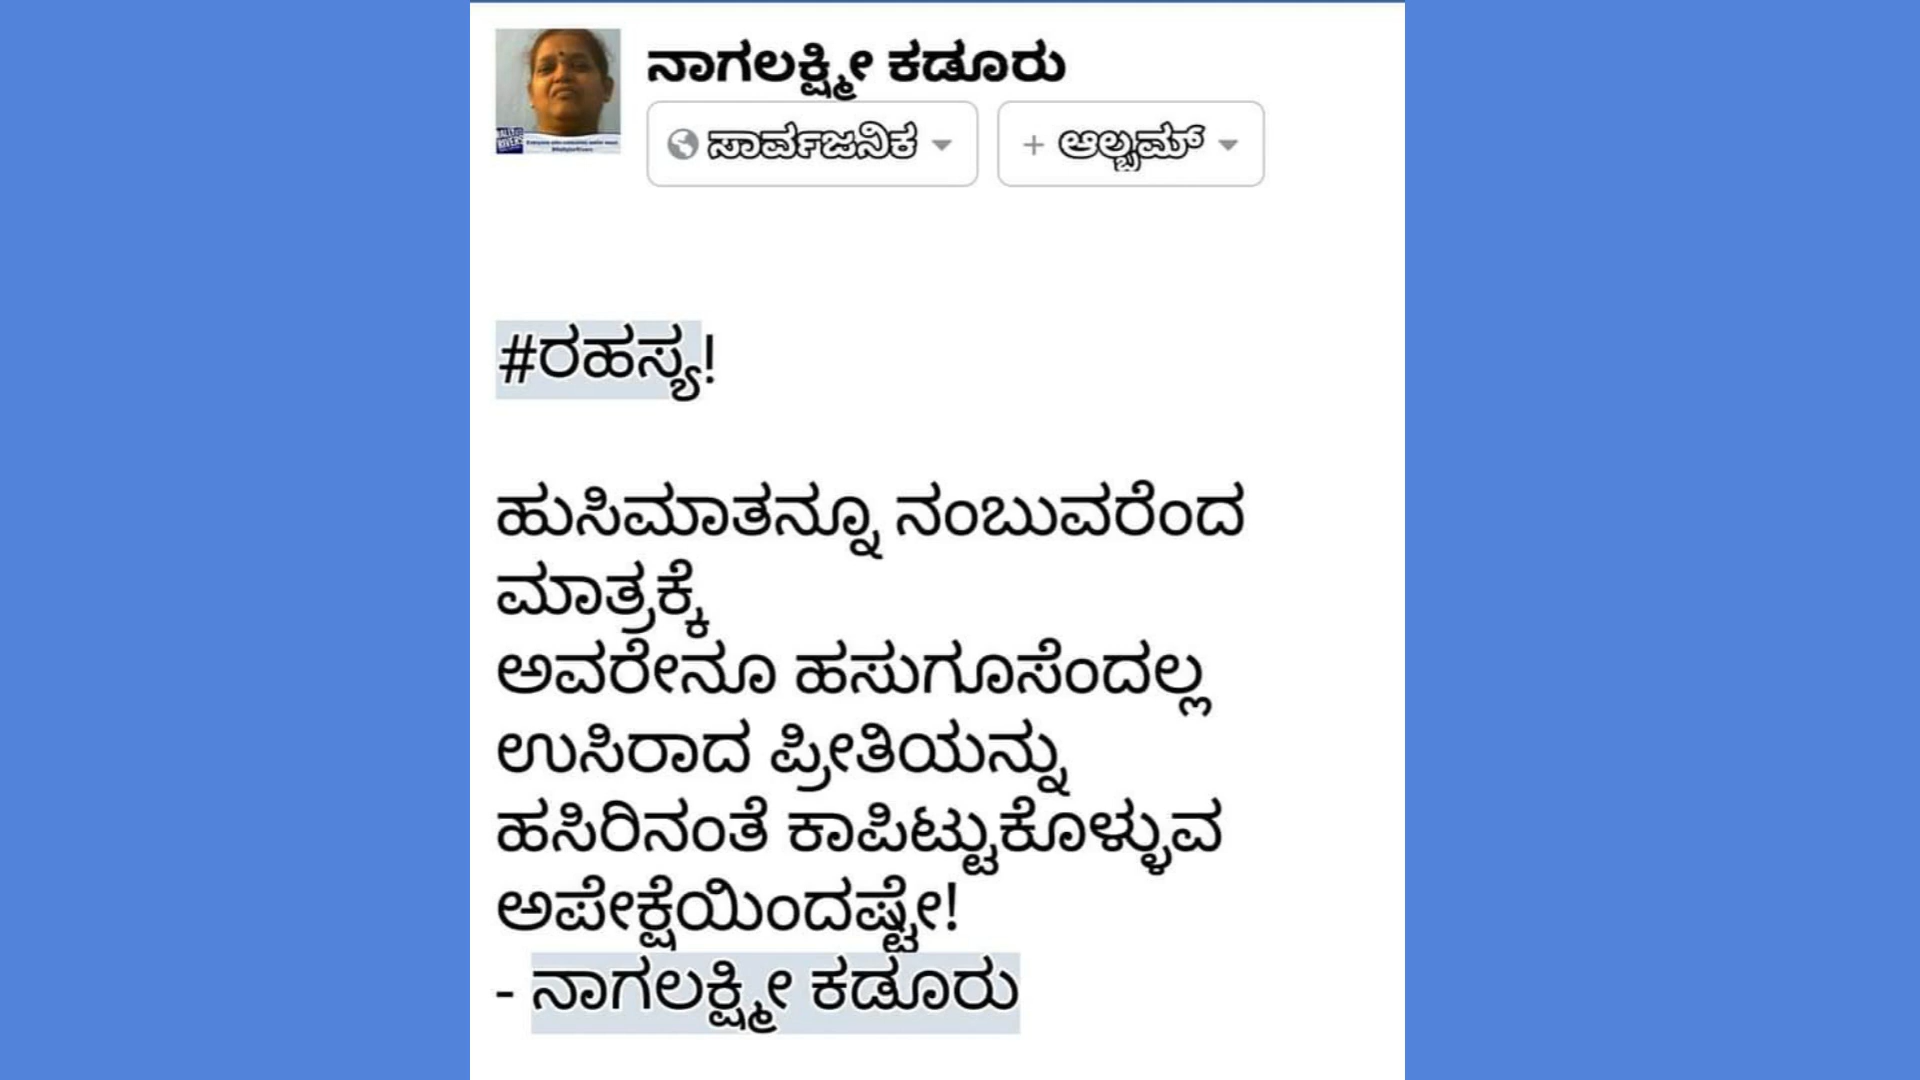 ನಾಗಲಕ್ಷ್ಮೀ ಕಡೂರು
ಸಾರ್ವಜನಿಕ
+ ಆಲ್ಬಮ್
#ರಹಸ್ಯ!
ಹುಸಿಮಾತನ್ನೂ ನಂಬುವರೆಂದ
ಮಾತ್ರಕ್ಕೆ
ಅವರೇನೂ ಹಸುಗೂಸೆಂದಲ್ಲ
ಉಸಿರಾದ ಪ್ರೀತಿಯನ್ನು
ಹಸಿರಿನಂತೆ ಕಾಪಿಟ್ಟುಕೊಳ್ಳುವ
ಅಪೇಕ್ಷೆಯಿಂದಷ್ಟೇ!
- ನಾಗಲಕ್ಷ್ಮೀ ಕಡೂರು